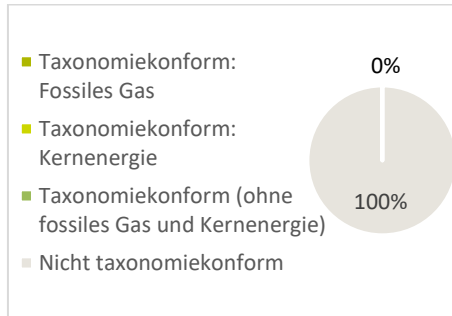 Taxonomiekonform:
Fossiles Gas
Taxonomiekonform:
Kernenergie
Taxonomiekonform (ohne
fossiles Gas und Kernenergie)
Nicht taxonomiekonform
0%
100%